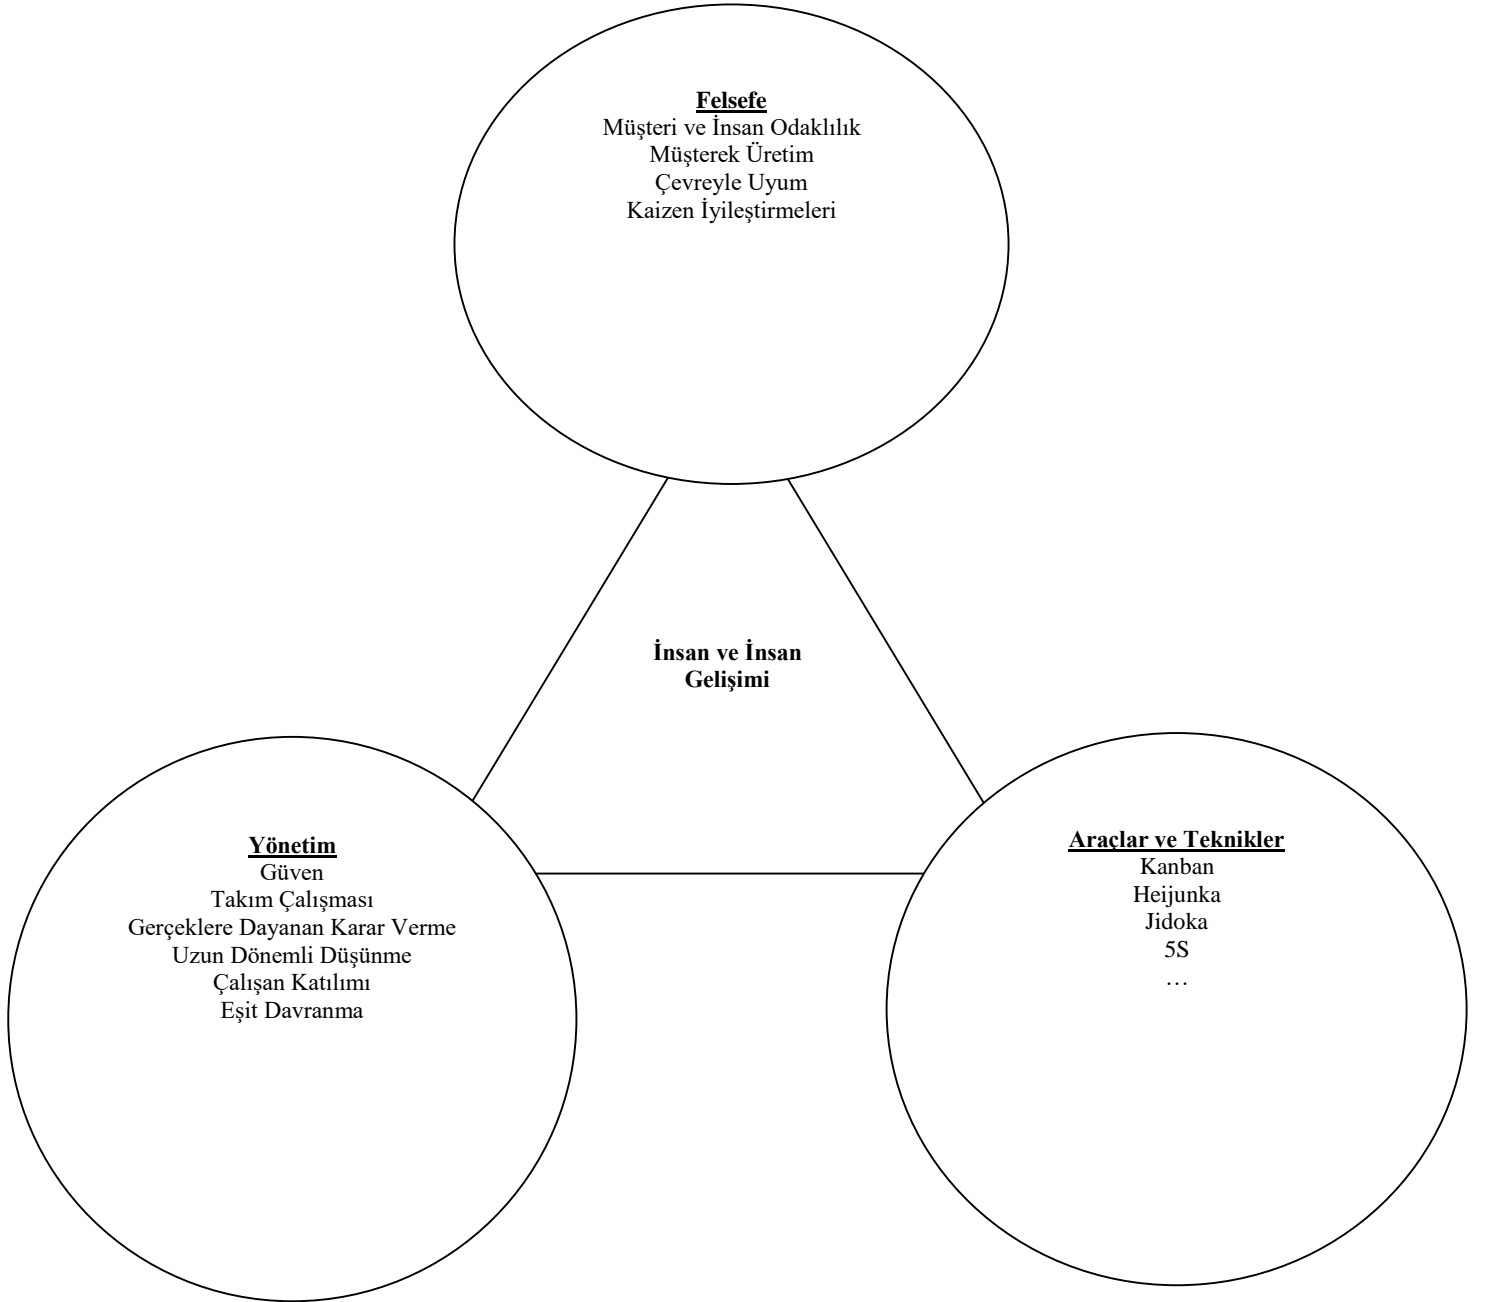 Felsefe
Müşteri ve İnsan Odaklılık
Müşterek Üretim
Çevreyle Uyum
Kaizen İyileştirmeleri
İnsan ve İnsan
Gelişimi
Yönetim
Güven
Takım Çalışması
Gerçeklere Dayanan Karar Verme
Uzun Dönemli Düşünme
Çalışan Katılımı
Eşit Davranma
Araçlar ve Teknikler
Kanban
Heijunka
Jidoka
5S
…